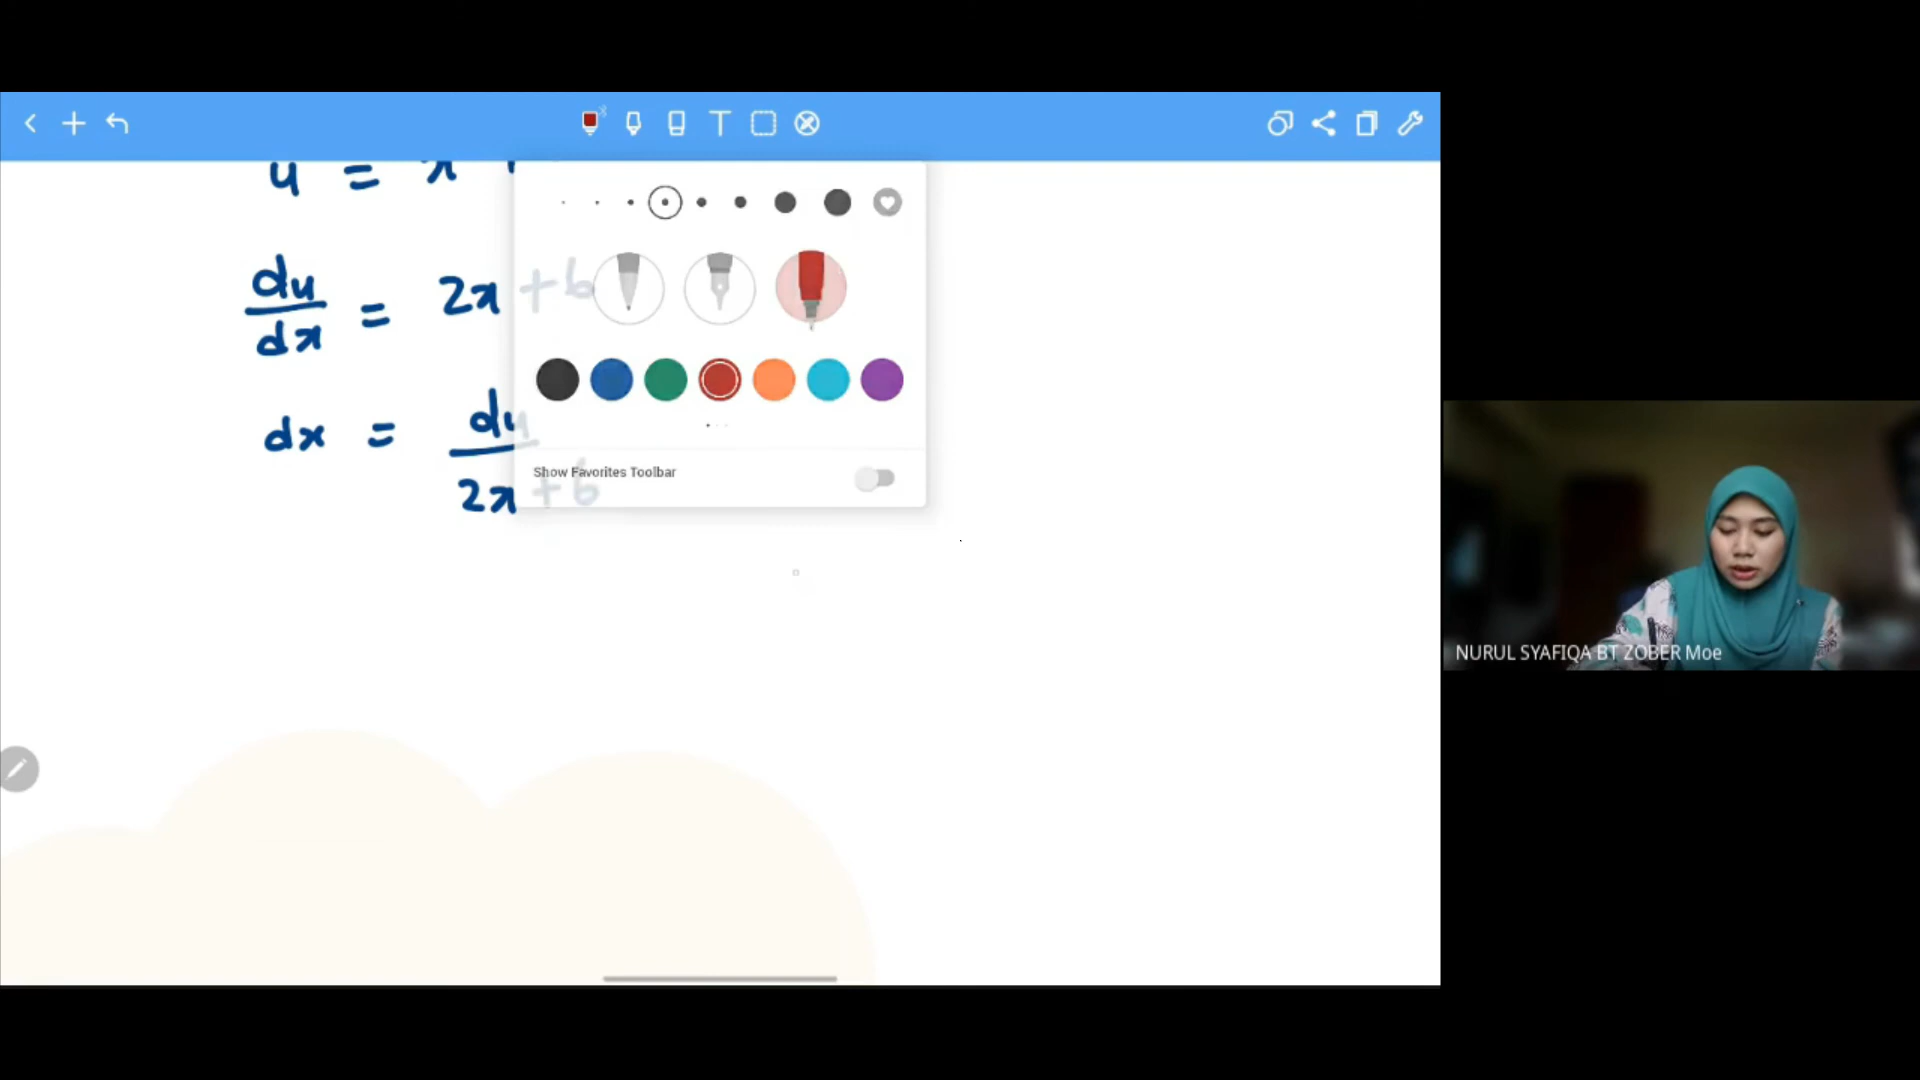 u = x
du/dx = 2x + 6
dx = du/(2x + 6)
Show Favorites Toolbar
NURUL SYAFIQA BT ZOBER Moe